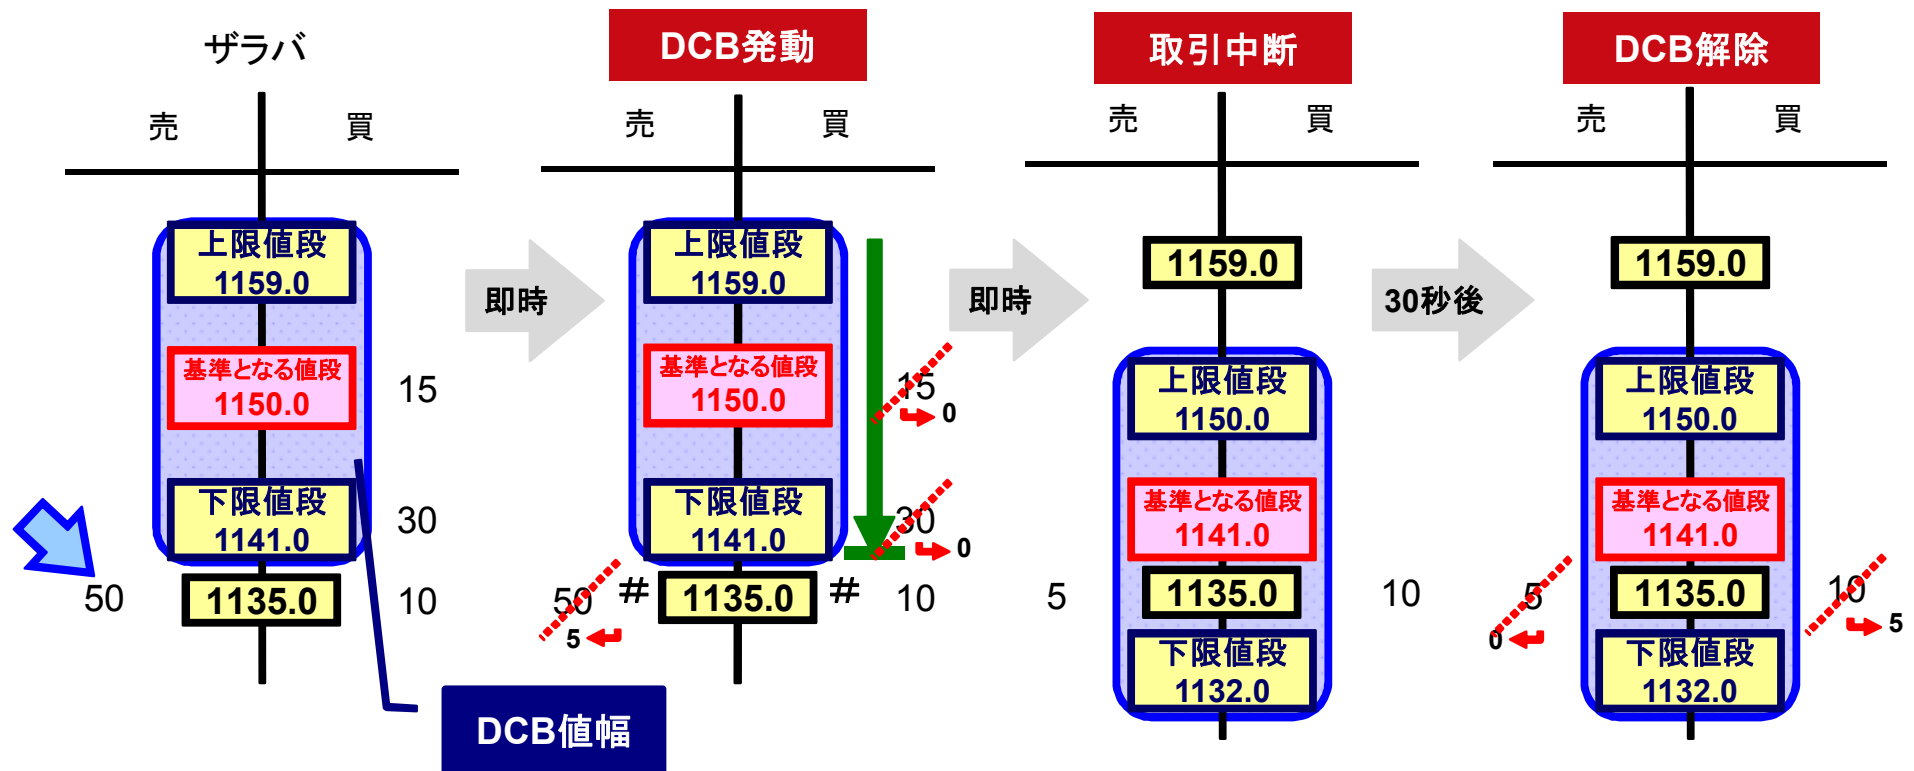 ザラバ
売 買
上限値段
1159.0
基準となる値段
1150.0
15
下限値段
1141.0
30
50
1135.0
10
DCB値幅
即時
DCB発動
売 買
上限値段
1159.0
基準となる値段
1150.0
15
0
下限値段
1141.0
30
0
50
5
#
1135.0
#
10
即時
取引中断
売 買
1159.0
上限値段
1150.0
基準となる値段
1141.0
5
1135.0
10
下限値段
1132.0
30秒後
DCB解除
売 買
1159.0
上限値段
1150.0
基準となる値段
1141.0
5
0
1135.0
10
5
下限値段
1132.0